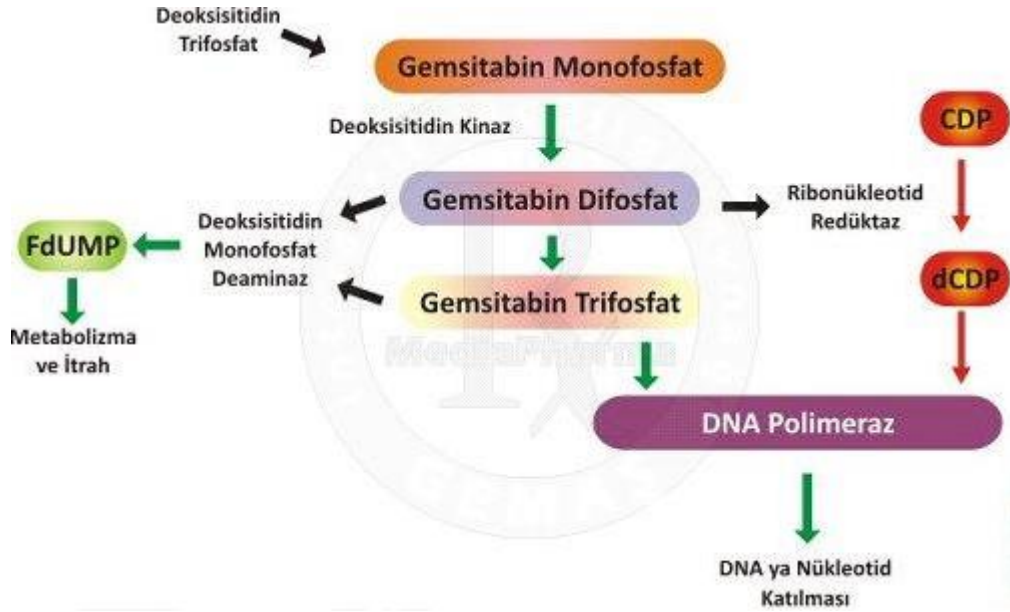 Deoksisitidin
Trifosfat
Gemsitabin Monofosfat
Deoksisitidin Kinaz
CDP
Gemsitabin Difosfat
Ribonükleotid
Redüktaz
Deoksisitidin
Monofosfat
Deaminaz
FdUMP
dCDP
Gemsitabin Trifosfat
Metabolizma
ve İtrah
MediaPharma
DNA Polimeraz
DNA ya Nükleotid
Katılması